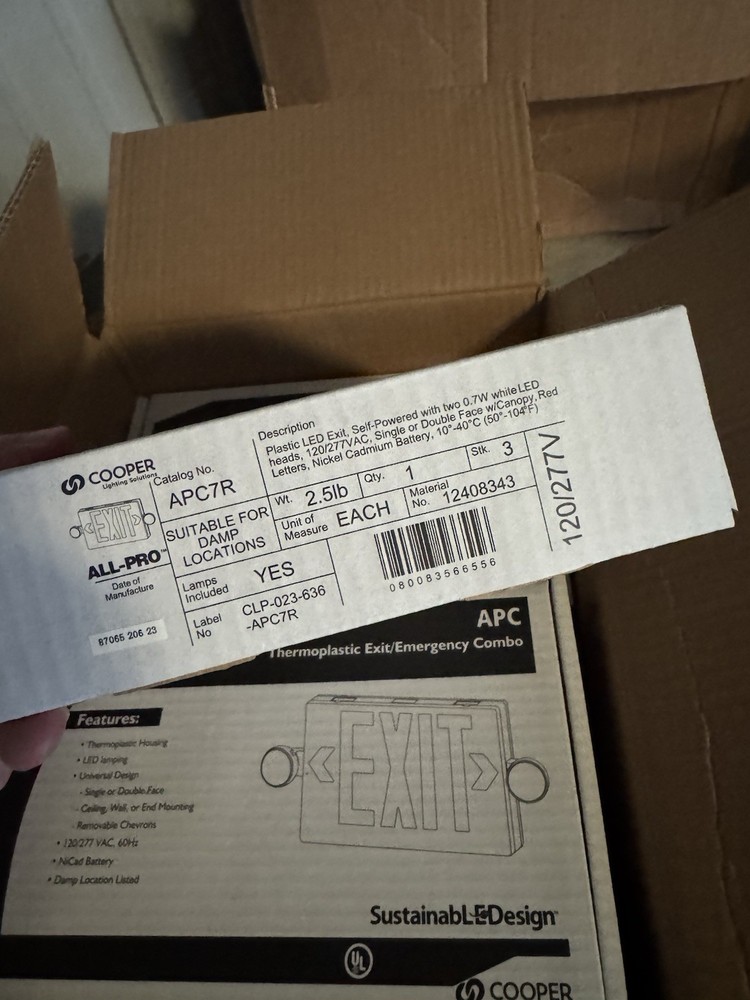 COOPER
Lighting Solutions
Catalog No.
APC7R
Description
Plastic LED Exit, Self-Powered with two 0.7W whileLED
heads, 120/277VAC, Single or Double Face w/Canopy, Red
Letters, Nickel Cadmium Battery, 10°-40°C (50°-104°F)
EXIT
ALL-PRO™
Date of
Manufacture
87065 206 23
SUITABLE FOR
DAMP
LOCATIONS
Wt. 2.5lb
Qty. 1
Stk. 3
Unit of
Measure EACH
Material
No. 12408343
120/277V
Lamps
Included YES
Label
No
CLP-023-636
-APC7R
080083566556
APC
Thermoplastic Exit/Emergency Combo
Features:
• Thermoplastic Housing
• LED lamping
• Universal Design
- Single or Double Face
- Ceiling, Wall, or End Mounting
- Removable Chevrons
• 120/277 VAC, 60Hz
• NiCad Battery
• Damp Location Listed
EXIT
SustainabLEDesign™
UL
COOPER